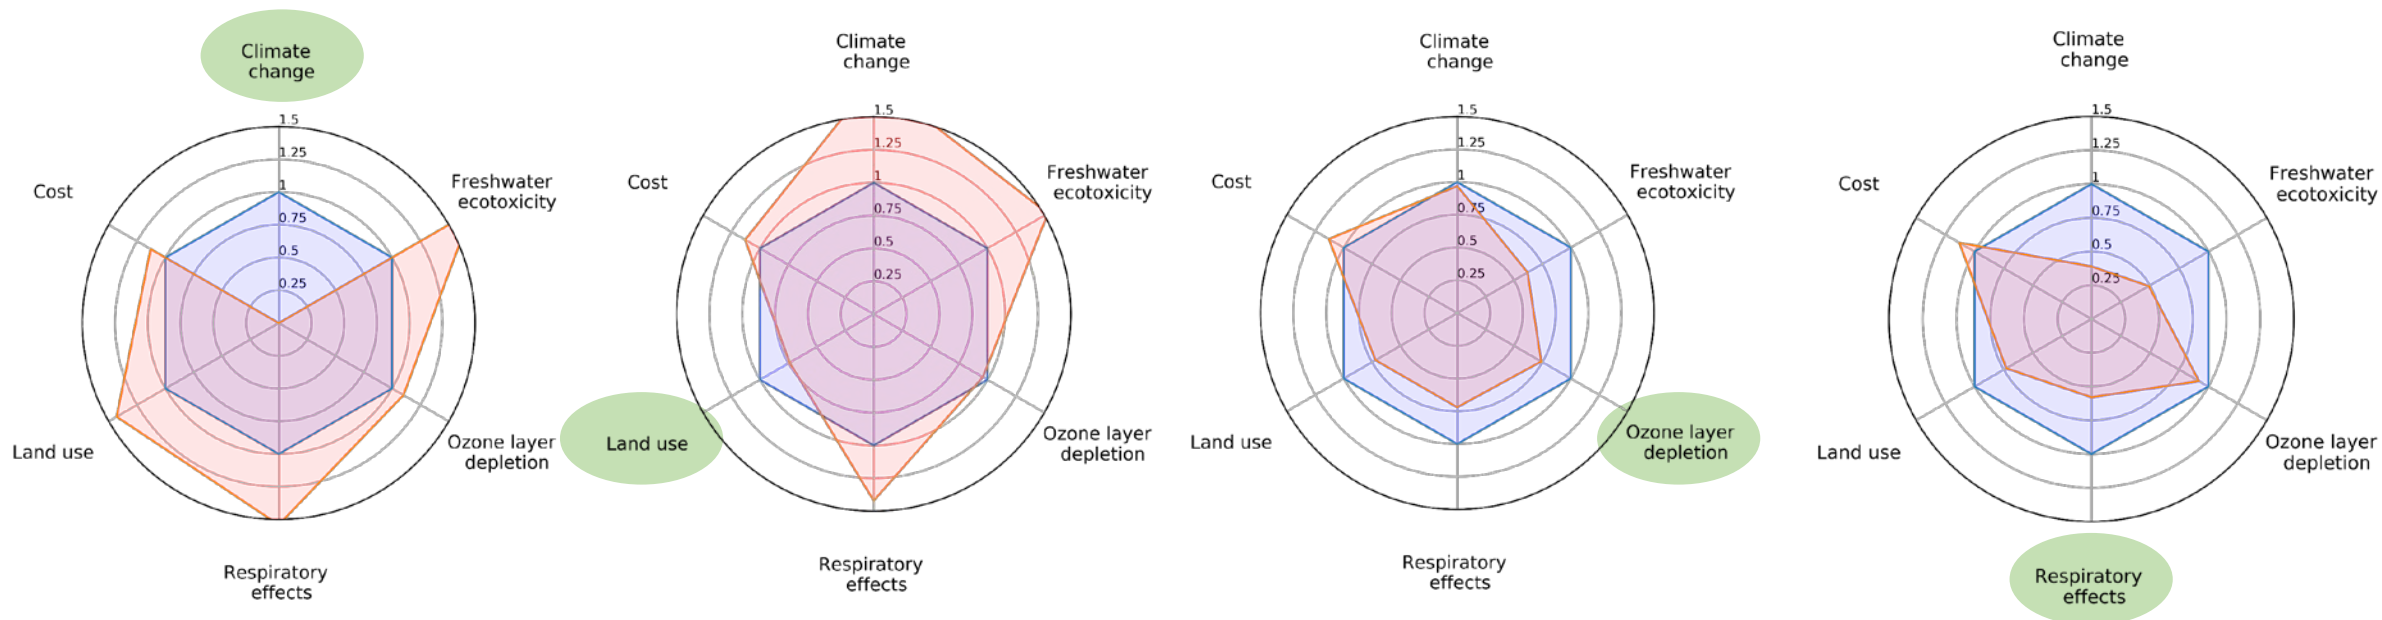 Climate
change
1.5
1.25
1
0.75
0.5
0.25
Cost
Freshwater
ecotoxicity
Land use
Ozone layer
depletion
Respiratory
effects
Climate
change
1.5
1.25
1
0.75
0.5
0.25
Cost
Freshwater
ecotoxicity
Land use
Ozone layer
depletion
Respiratory
effects
Climate
change
1.5
1.25
1
0.75
0.5
0.25
Cost
Freshwater
ecotoxicity
Land use
Ozone layer
depletion
Respiratory
effects
Climate
change
1.5
1.25
1
0.75
0.5
0.25
Cost
Freshwater
ecotoxicity
Land use
Ozone layer
depletion
Respiratory
effects